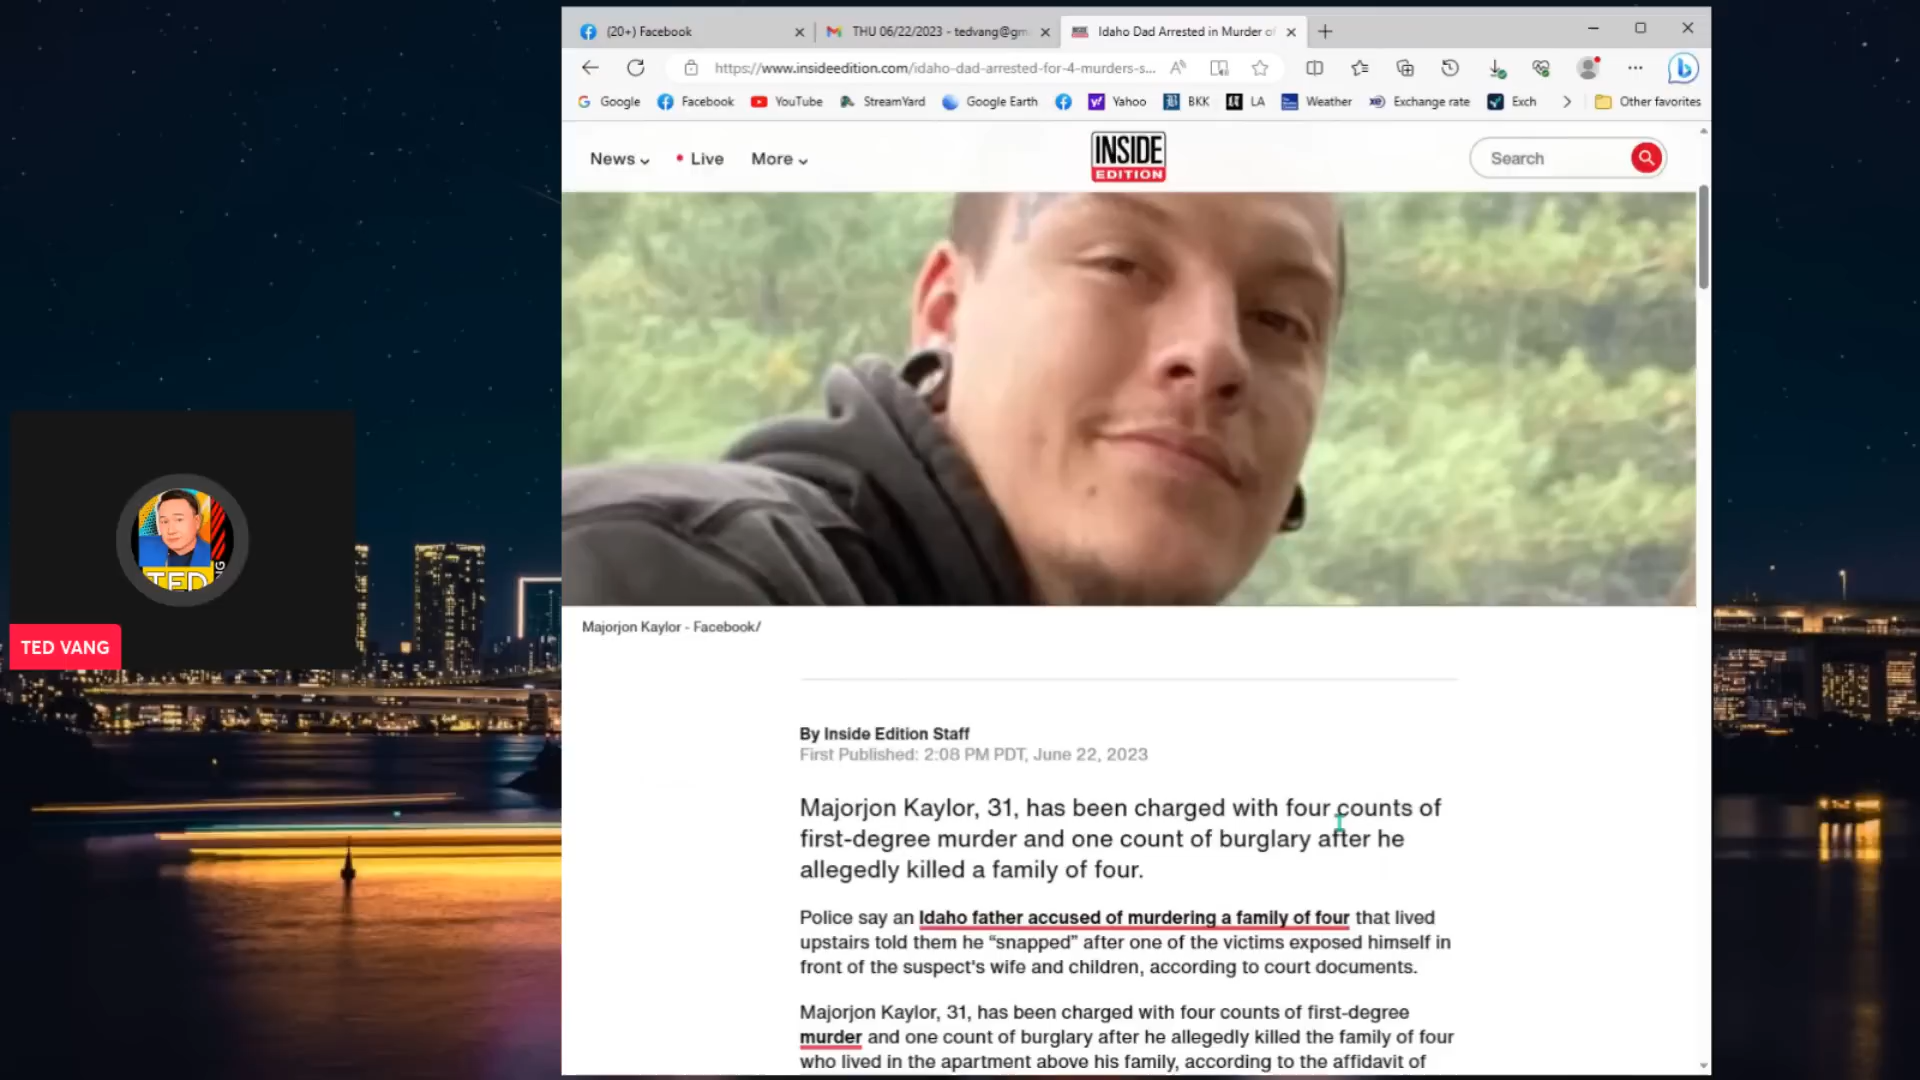 (20+) Facebook
THU 06/22/2023 - tedvang@gm
Idaho Dad Arrested in Murder of
https://www.insideedition.com/idaho-dad-arrested-for-4-murders-s...
Google
Facebook
YouTube
StreamYard
Google Earth
Yahoo
BKK
LA
Weather
Exchange rate
Exch
Other favorites
News
Live
More
INSIDE
EDITION
Search
TED
TED VANG
Majorjon Kaylor - Facebook/
By Inside Edition Staff
First Published: 2:08 PM PDT, June 22, 2023
Majorjon Kaylor, 31, has been charged with four counts of
first-degree murder and one count of burglary after he
allegedly killed a family of four.
Police say an Idaho father accused of murdering a family of four that lived
upstairs told them he “snapped” after one of the victims exposed himself in
front of the suspect's wife and children, according to court documents.
Majorjon Kaylor, 31, has been charged with four counts of first-degree
murder and one count of burglary after he allegedly killed the family of four
who lived in the apartment above his family, according to the affidavit of